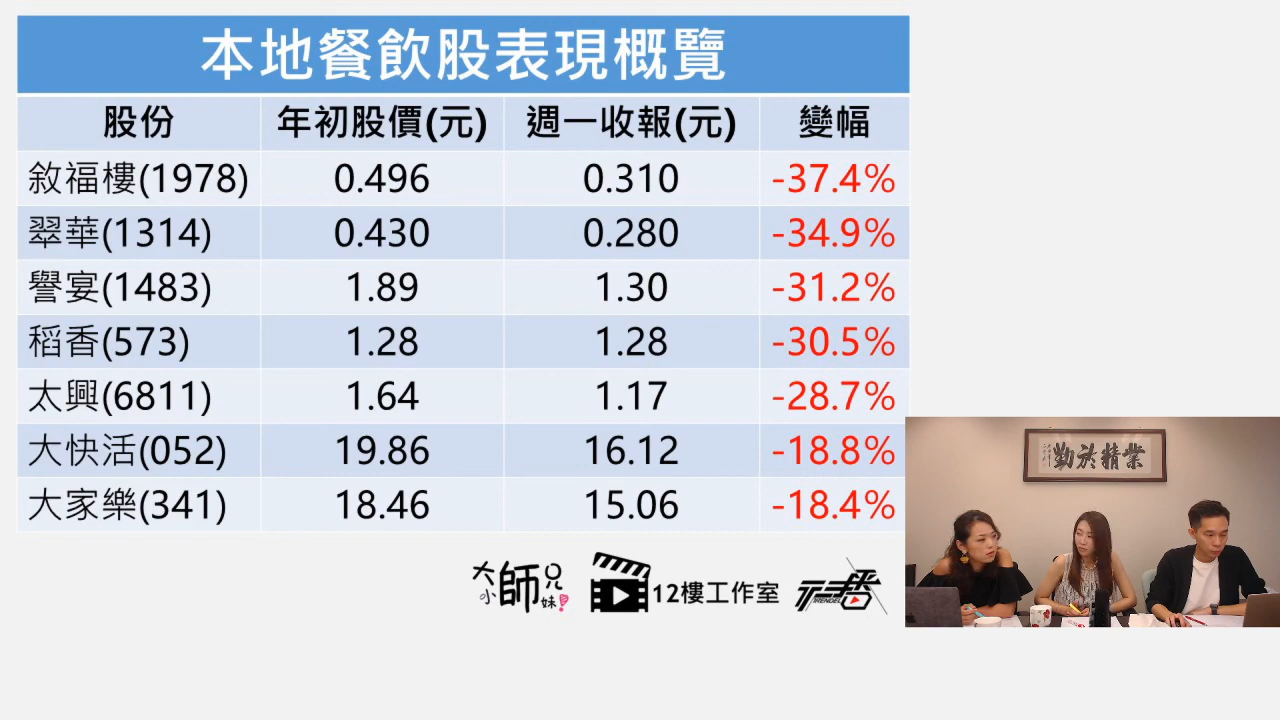 本地餐飲股表現概覽
股份 年初股價(元) 週一收報(元) 變幅
敘福樓(1978) 0.496 0.310 -37.4%
翠華(1314) 0.430 0.280 -34.9%
譽宴(1483) 1.89 1.30 -31.2%
稻香(573) 1.28 1.28 -30.5%
太興(6811) 1.64 1.17 -28.7%
大快活(052) 19.86 16.12 -18.8%
大家樂(341) 18.46 15.06 -18.4%
勤於精業
大小師兄妹
12樓工作室